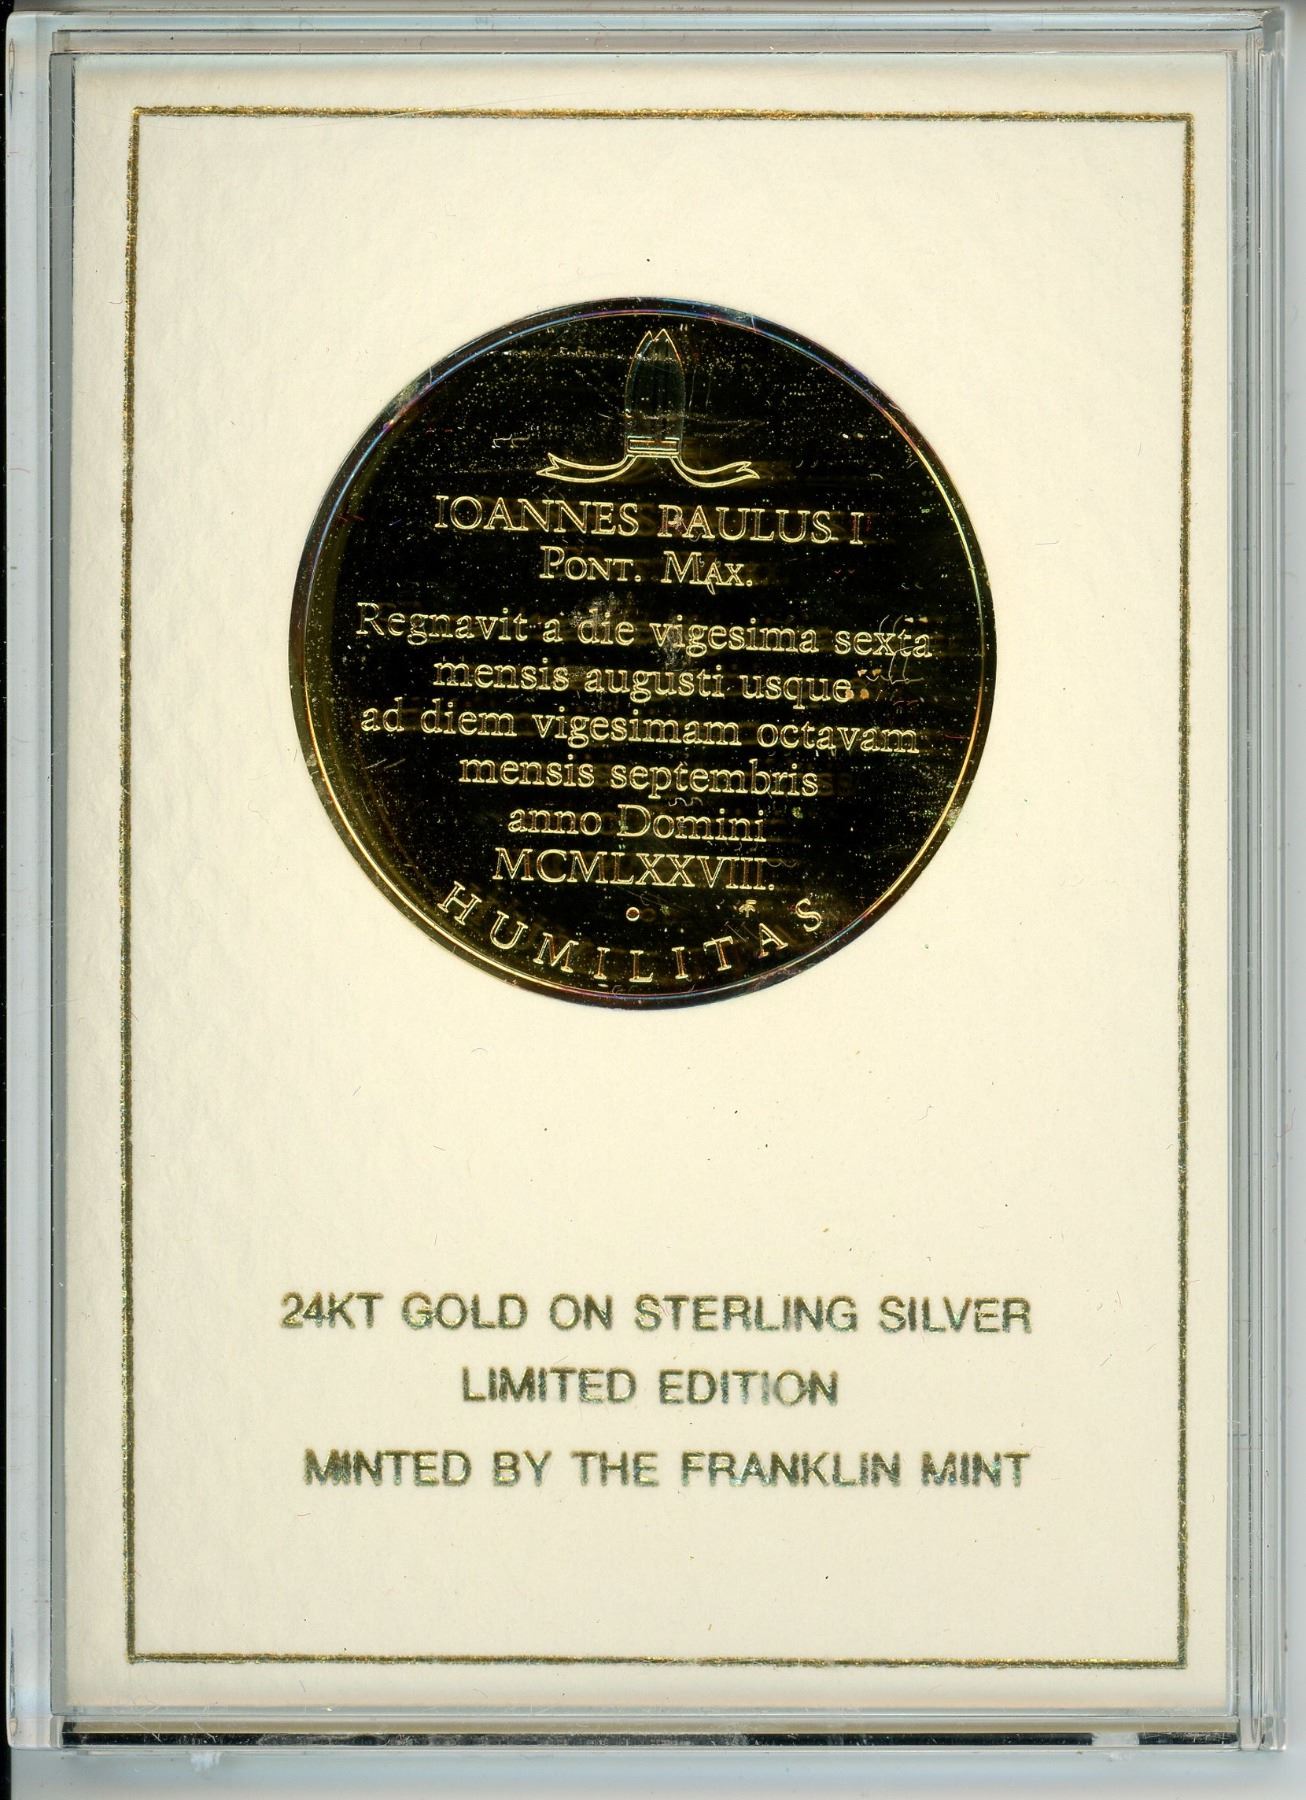 IOANNES PAULUS I
PONT. MAX.
Regnavit a die vigesima sexta
mensis augusti usque
ad diem vigesimam octavam
mensis septembris
anno Domini
MCMLXXVIII.
HUMILITAS
24KT GOLD ON STERLING SILVER
LIMITED EDITION
MINTED BY THE FRANKLIN MINT